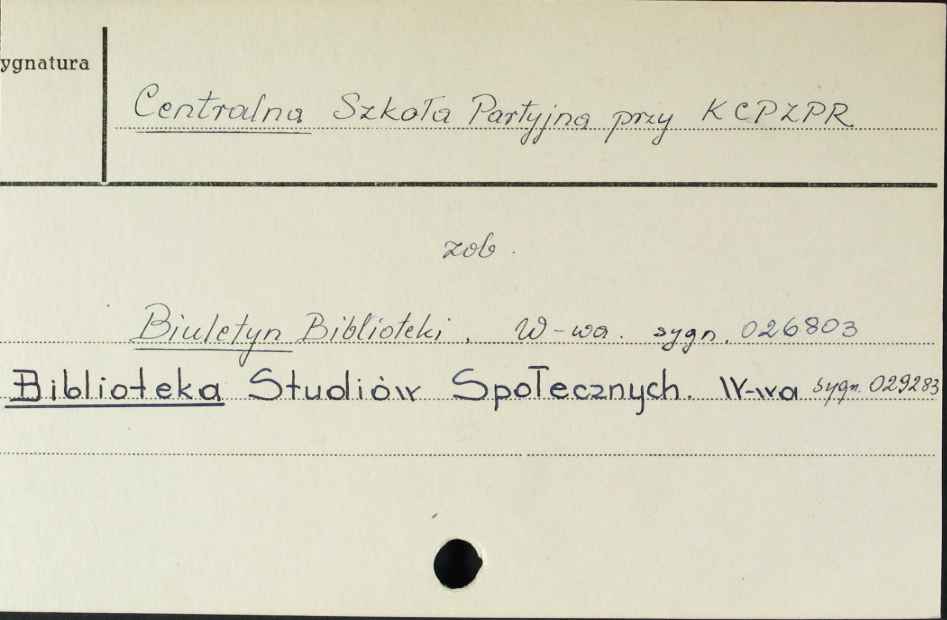 ygnatura
Centralna Szkoła Partyjna przy KCPZPR
zob.
Biuletyn Biblioteki. W-wa. sygn. 026803
Biblioteka Studiów Społecznych. W-wa sygn. 029283